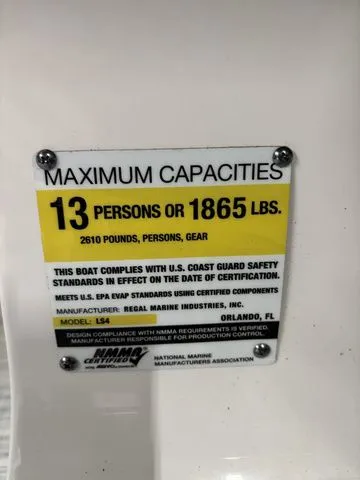 MAXIMUM CAPACITIES
13 PERSONS OR 1865 LBS.
2610 POUNDS, PERSONS, GEAR
THIS BOAT COMPLIES WITH U.S. COAST GUARD SAFETY
STANDARDS IN EFFECT ON THE DATE OF CERTIFICATION.
MEETS U.S. EPA EVAP STANDARDS USING CERTIFIED COMPONENTS
MANUFACTURER: REGAL MARINE INDUSTRIES, INC.
MODEL: LS4 ORLANDO, FL
DESIGN COMPLIANCE WITH NMMA REQUIREMENTS IS VERIFIED.
MANUFACTURER RESPONSIBLE FOR PRODUCTION CONTROL.
NMMA
CERTIFIED
NATIONAL MARINE
MANUFACTURERS ASSOCIATION